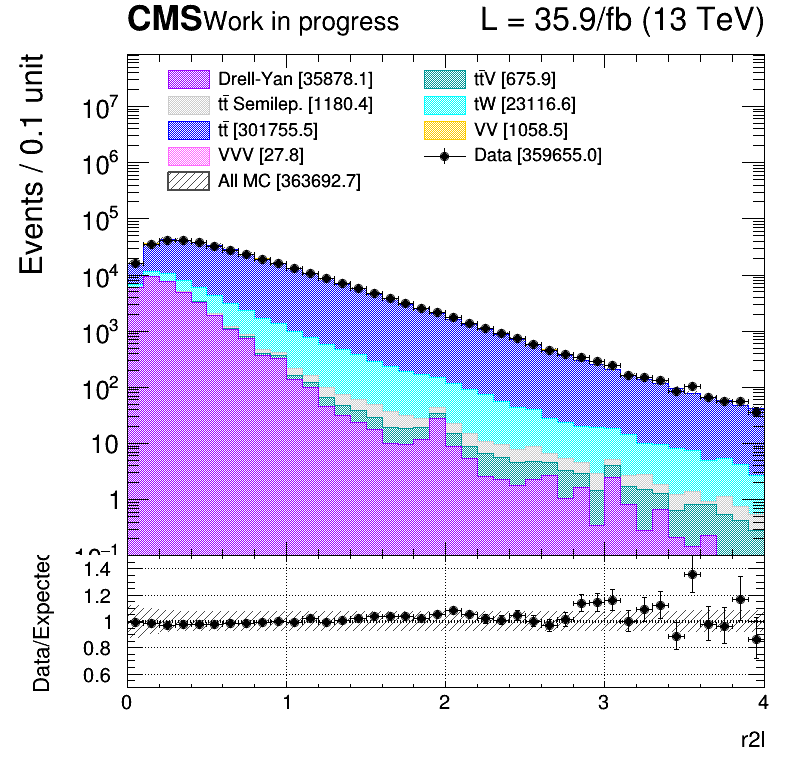 CMS Work in progress L = 35.9/fb (13 TeV)
Events / 0.1 unit
Drell-Yan [35878.1]
tt̄ Semilep. [1180.4]
tt̄ [301755.5]
VVV [27.8]
All MC [363692.7]
tt̄V [675.9]
tW [23116.6]
VV [1058.5]
Data [359655.0]
10⁷
10⁶
10⁵
10⁴
10³
10²
10
1
10⁻¹
Data/Expected
1.4
1.2
1
0.8
0.6
0 1 2 3 4
r2l